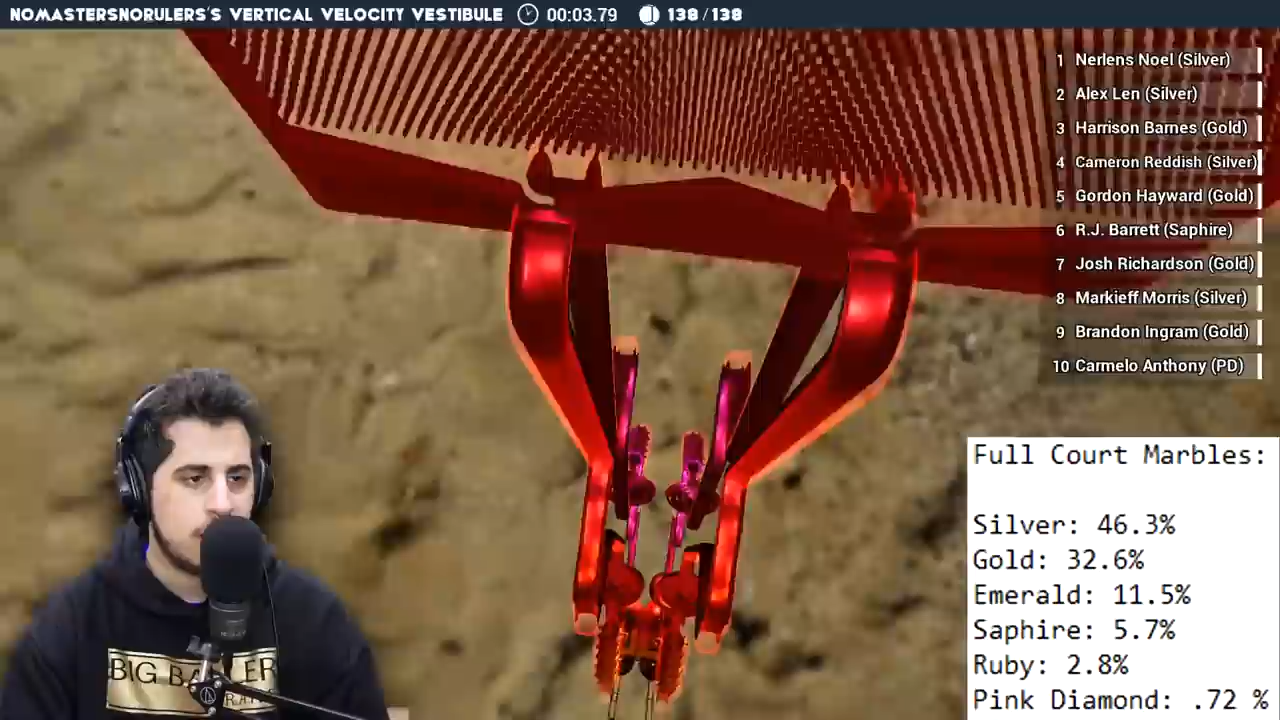 NOMASTERSNORULERS'S VERTICAL VELOCITY VESTIBULE 00:03.79 138/138
1 Nerlens Noel (Silver)
2 Alex Len (Silver)
3 Harrison Barnes (Gold)
4 Cameron Reddish (Silver)
5 Gordon Hayward (Gold)
6 R.J. Barrett (Saphire)
7 Josh Richardson (Gold)
8 Markieff Morris (Silver)
9 Brandon Ingram (Gold)
10 Carmelo Anthony (PD)
Full Court Marbles:
Silver: 46.3%
Gold: 32.6%
Emerald: 11.5%
Saphire: 5.7%
Ruby: 2.8%
Pink Diamond: .72 %
BIG